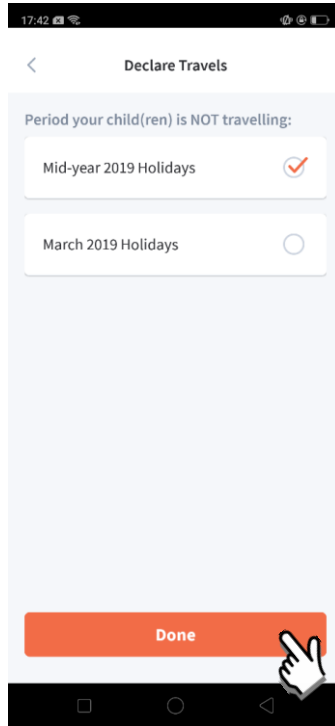 17:42
Declare Travels
Period your child(ren) is NOT travelling:
Mid-year 2019 Holidays
March 2019 Holidays
Done